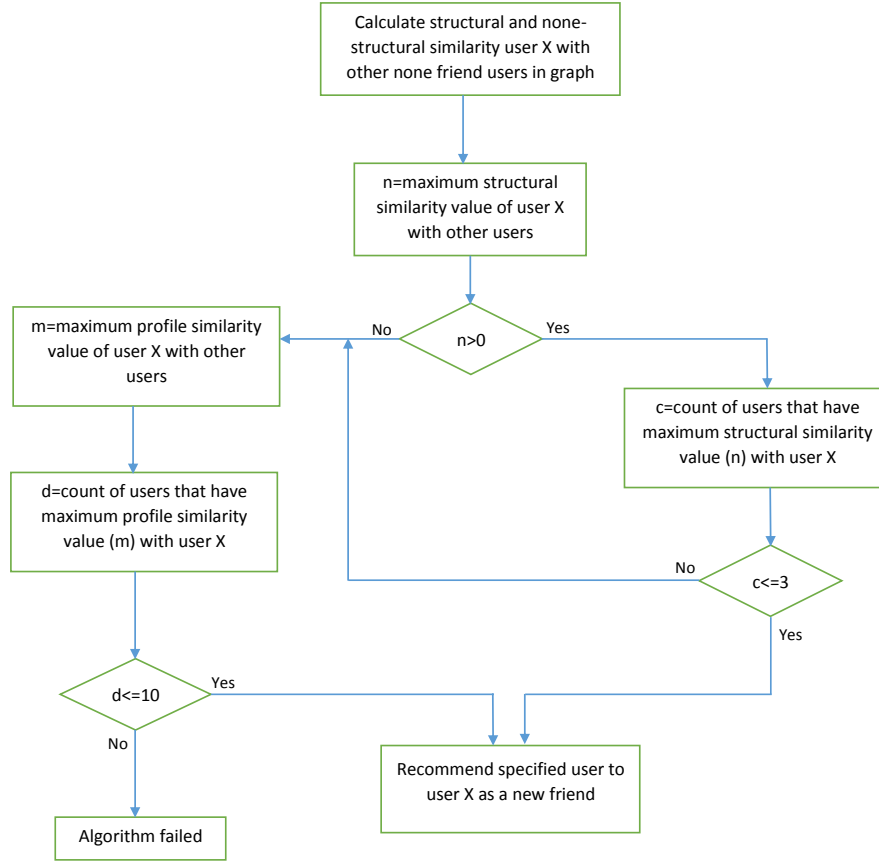 Calculate structural and none-
structural similarity user X with
other none friend users in graph
n=maximum structural
similarity value of user X
with other users
n>0
No
Yes
m=maximum profile similarity
value of user X with other
users
c=count of users that have
maximum structural similarity
value (n) with user X
d=count of users that have
maximum profile similarity
value (m) with user X
c<=3
No
Yes
d<=10
Yes
No
Recommend specified user to
user X as a new friend
Algorithm failed